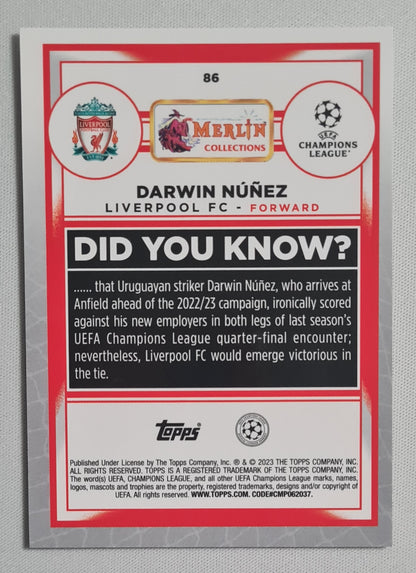 86
LIVERPOOL
FOOTBALL CLUB
EST·1892
MERLIN
COLLECTIONS
UEFA
CHAMPIONS
LEAGUE
DARWIN NÚÑEZ
LIVERPOOL FC - FORWARD
DID YOU KNOW?
...... that Uruguayan striker Darwin Núñez, who arrives at
Anfield ahead of the 2022/23 campaign, ironically scored
against his new employers in both legs of last season's
UEFA Champions League quarter-final encounter;
nevertheless, Liverpool FC would emerge victorious in
the tie.
topps
Published Under License by The Topps Company, Inc. ® & © 2023 THE TOPPS COMPANY, INC.
ALL RIGHTS RESERVED. TOPPS IS A REGISTERED TRADEMARK OF THE TOPPS COMPANY, INC.
The word(s) UEFA, CHAMPIONS LEAGUE, and all other UEFA Champions League marks, names,
logos, mascots and trophies are the property, registered trademarks, designs and/or copyright of
UEFA. All rights reserved. WWW.TOPPS.COM. CODE#CMP062037.